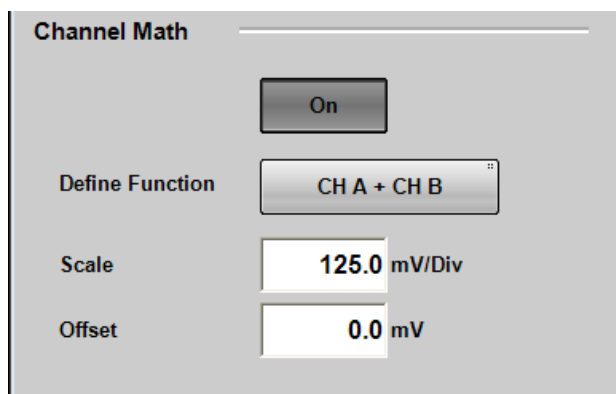 Channel Math
On
Define Function CH A + CH B
Scale 125.0 mV/Div
Offset 0.0 mV